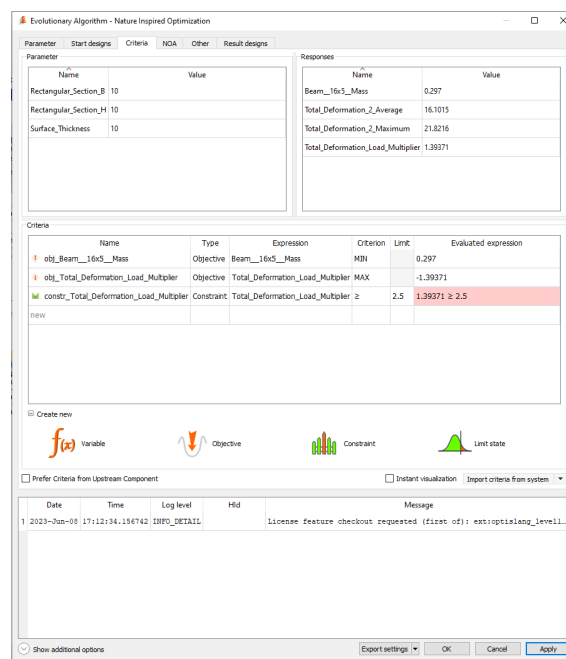 Evolutionary Algorithm - Nature Inspired Optimization
Parameter Start designs Criteria NOA Other Result designs
Parameter
Name Value
Rectangular_Section_B 10
Rectangular_Section_H 10
Surface_Thickness 10
Responses
Name Value
Beam__16x5__Mass 0.297
Total_Deformation_2_Average 16.1015
Total_Deformation_2_Maximum 21.8216
Total_Deformation_Load_Multiplier 1.39371
Criteria
Name Type Expression Criterion Limit Evaluated expression
obj_Beam__16x5__Mass Objective Beam__16x5__Mass MIN 0.297
obj_Total_Deformation_Load_Multiplier Objective Total_Deformation_Load_Multiplier MAX -1.39371
constr_Total_Deformation_Load_Multiplier Constraint Total_Deformation_Load_Multiplier ≥ 2.5 1.39371 ≥ 2.5
new
Create new
f(x) Variable Objective Constraint Limit state
Prefer Criteria from Upstream Component Instant visualization Import criteria from system
Date Time Log level HId Message
1 2023-Jun-08 17:12:34.156742 INFO_DETAIL License feature checkout requested (first of): ext:optislang_level1...
Show additional options Export settings OK Cancel Apply